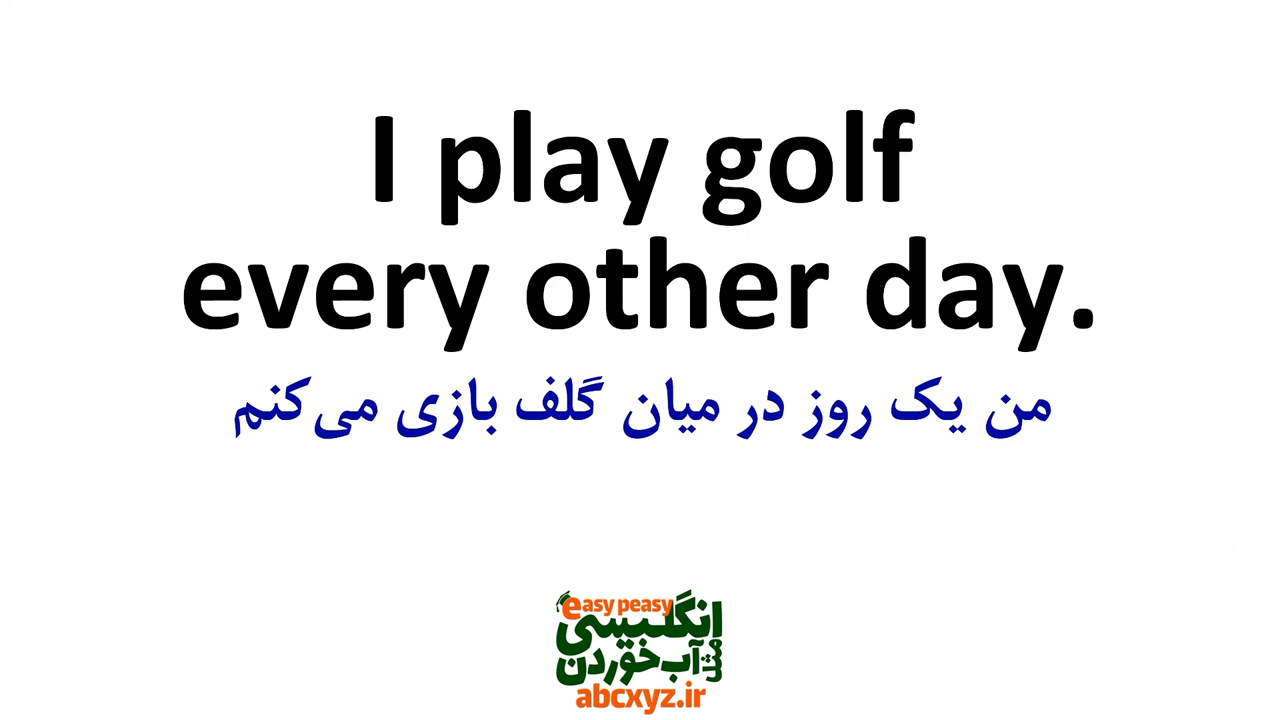 I play golf
every other day.
من یک روز در میان گلف بازی می‌کنم
easy peasy
انگلیسی
مثل آب خوردن
abcxyz.ir